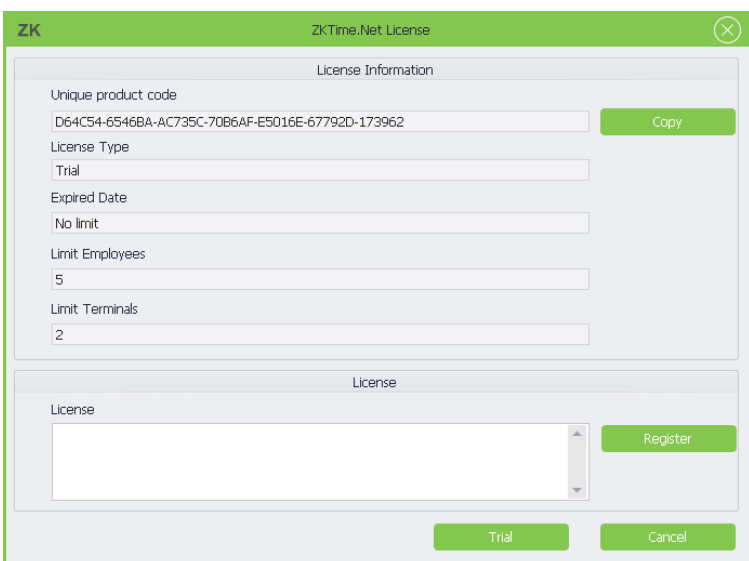 ZK
ZKTime.Net License
License Information
Unique product code
D64C54-6546BA-AC735C-70B6AF-E5016E-67792D-173962
Copy
License Type
Trial
Expired Date
No limit
Limit Employees
5
Limit Terminals
2
License
License
Register
Trial
Cancel